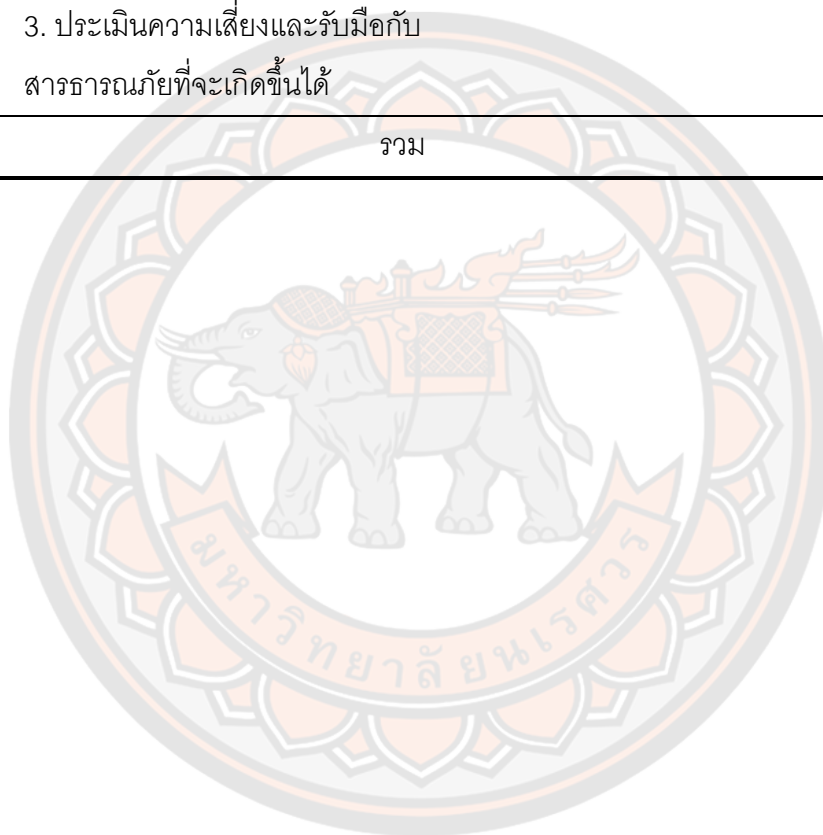 3. ประเมินความเสี่ยงและรับมือกับ
สารธารณภัยที่จะเกิดขึ้นได้
รวม
มหาวิทยาลัยนเรศวร